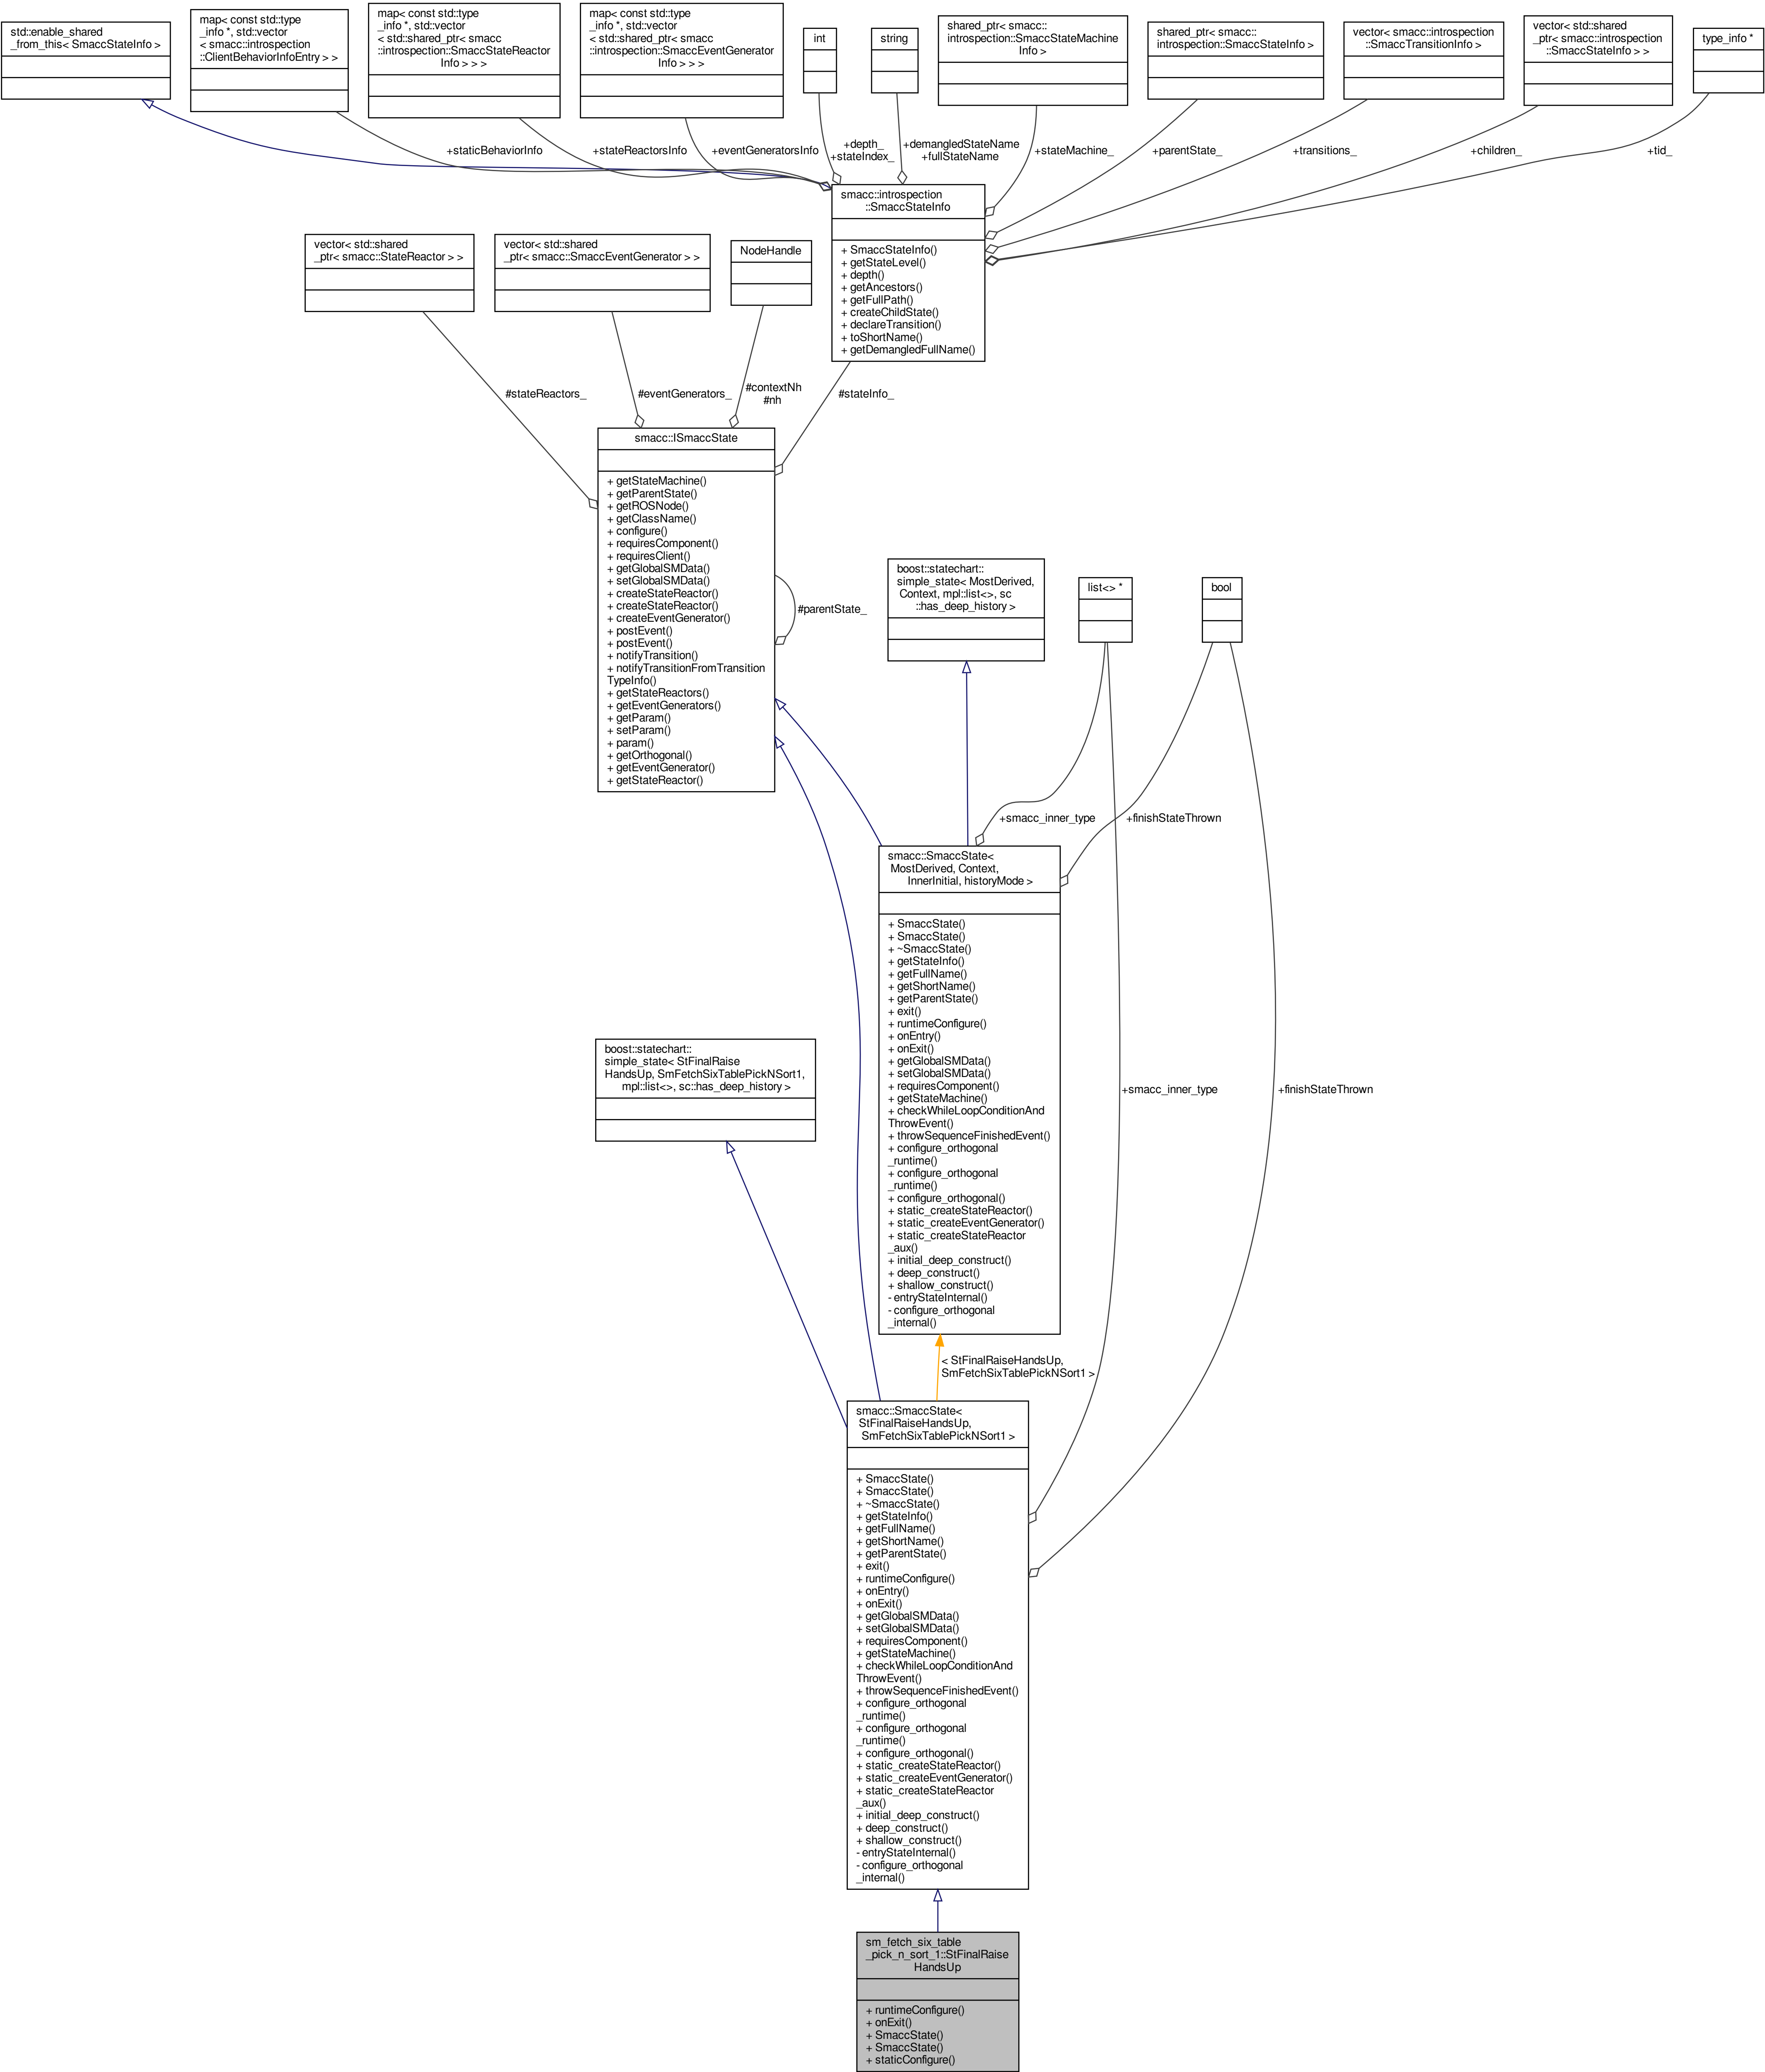 std::enable_shared
_from_this< SmaccStateInfo >
map< const std::type
_info *, std::vector
< smacc::introspection
::ClientBehaviorInfoEntry > >
map< const std::type
_info *, std::vector
< std::shared_ptr< smacc
::introspection::SmaccStateReactor
Info > > >
map< const std::type
_info *, std::vector
< std::shared_ptr< smacc
::introspection::SmaccEventGenerator
Info > > >
int
string
shared_ptr< smacc::
introspection::SmaccStateMachine
Info >
shared_ptr< smacc::
introspection::SmaccStateInfo >
vector< smacc::introspection
::SmaccTransitionInfo >
vector< std::shared
_ptr< smacc::introspection
::SmaccStateInfo > >
type_info *
+staticBehaviorInfo
+stateReactorsInfo
+eventGeneratorsInfo
+depth_
+stateIndex_
+demangledStateName
+fullStateName
+stateMachine_
+parentState_
+transitions_
+children_
+tid_
smacc::introspection
::SmaccStateInfo
+ SmaccStateInfo()
+ getStateLevel()
+ depth()
+ getAncestors()
+ getFullPath()
+ createChildState()
+ declareTransition()
+ toShortName()
+ getDemangledFullName()
vector< std::shared
_ptr< smacc::StateReactor > >
vector< std::shared
_ptr< smacc::SmaccEventGenerator > >
NodeHandle
#stateReactors_
#eventGenerators_
#contextNh
#nh
#stateInfo_
smacc::ISmaccState
+ getStateMachine()
+ getParentState()
+ getROSNode()
+ getClassName()
+ configure()
+ requiresComponent()
+ requiresClient()
+ getGlobalSMData()
+ setGlobalSMData()
+ createStateReactor()
+ createStateReactor()
+ createEventGenerator()
+ postEvent()
+ postEvent()
+ notifyTransition()
+ notifyTransitionFromTransition
TypeInfo()
+ getStateReactors()
+ getEventGenerators()
+ getParam()
+ setParam()
+ param()
+ getOrthogonal()
+ getEventGenerator()
+ getStateReactor()
#parentState_
boost::statechart::
simple_state< MostDerived,
Context, mpl::list<>, sc
::has_deep_history >
list<> *
bool
+smacc_inner_type
+finishStateThrown
smacc::SmaccState<
MostDerived, Context,
InnerInitial, historyMode >
+ SmaccState()
+ SmaccState()
+ ~SmaccState()
+ getStateInfo()
+ getFullName()
+ getShortName()
+ getParentState()
+ exit()
+ runtimeConfigure()
+ onEntry()
+ onExit()
+ getGlobalSMData()
+ setGlobalSMData()
+ requiresComponent()
+ getStateMachine()
+ checkWhileLoopConditionAnd
ThrowEvent()
+ throwSequenceFinishedEvent()
+ configure_orthogonal
_runtime()
+ configure_orthogonal
_runtime()
+ configure_orthogonal()
+ static_createStateReactor()
+ static_createEventGenerator()
+ static_createStateReactor
_aux()
+ initial_deep_construct()
+ deep_construct()
+ shallow_construct()
- entryStateInternal()
- configure_orthogonal
_internal()
boost::statechart::
simple_state< StFinalRaise
HandsUp, SmFetchSixTablePickNSort1,
mpl::list<>, sc::has_deep_history >
+smacc_inner_type
+finishStateThrown
< StFinalRaiseHandsUp,
SmFetchSixTablePickNSort1 >
smacc::SmaccState<
StFinalRaiseHandsUp,
SmFetchSixTablePickNSort1 >
+ SmaccState()
+ SmaccState()
+ ~SmaccState()
+ getStateInfo()
+ getFullName()
+ getShortName()
+ getParentState()
+ exit()
+ runtimeConfigure()
+ onEntry()
+ onExit()
+ getGlobalSMData()
+ setGlobalSMData()
+ requiresComponent()
+ getStateMachine()
+ checkWhileLoopConditionAnd
ThrowEvent()
+ throwSequenceFinishedEvent()
+ configure_orthogonal
_runtime()
+ configure_orthogonal
_runtime()
+ configure_orthogonal()
+ static_createStateReactor()
+ static_createEventGenerator()
+ static_createStateReactor
_aux()
+ initial_deep_construct()
+ deep_construct()
+ shallow_construct()
- entryStateInternal()
- configure_orthogonal
_internal()
sm_fetch_six_table
_pick_n_sort_1::StFinalRaise
HandsUp
+ runtimeConfigure()
+ onExit()
+ SmaccState()
+ SmaccState()
+ staticConfigure()